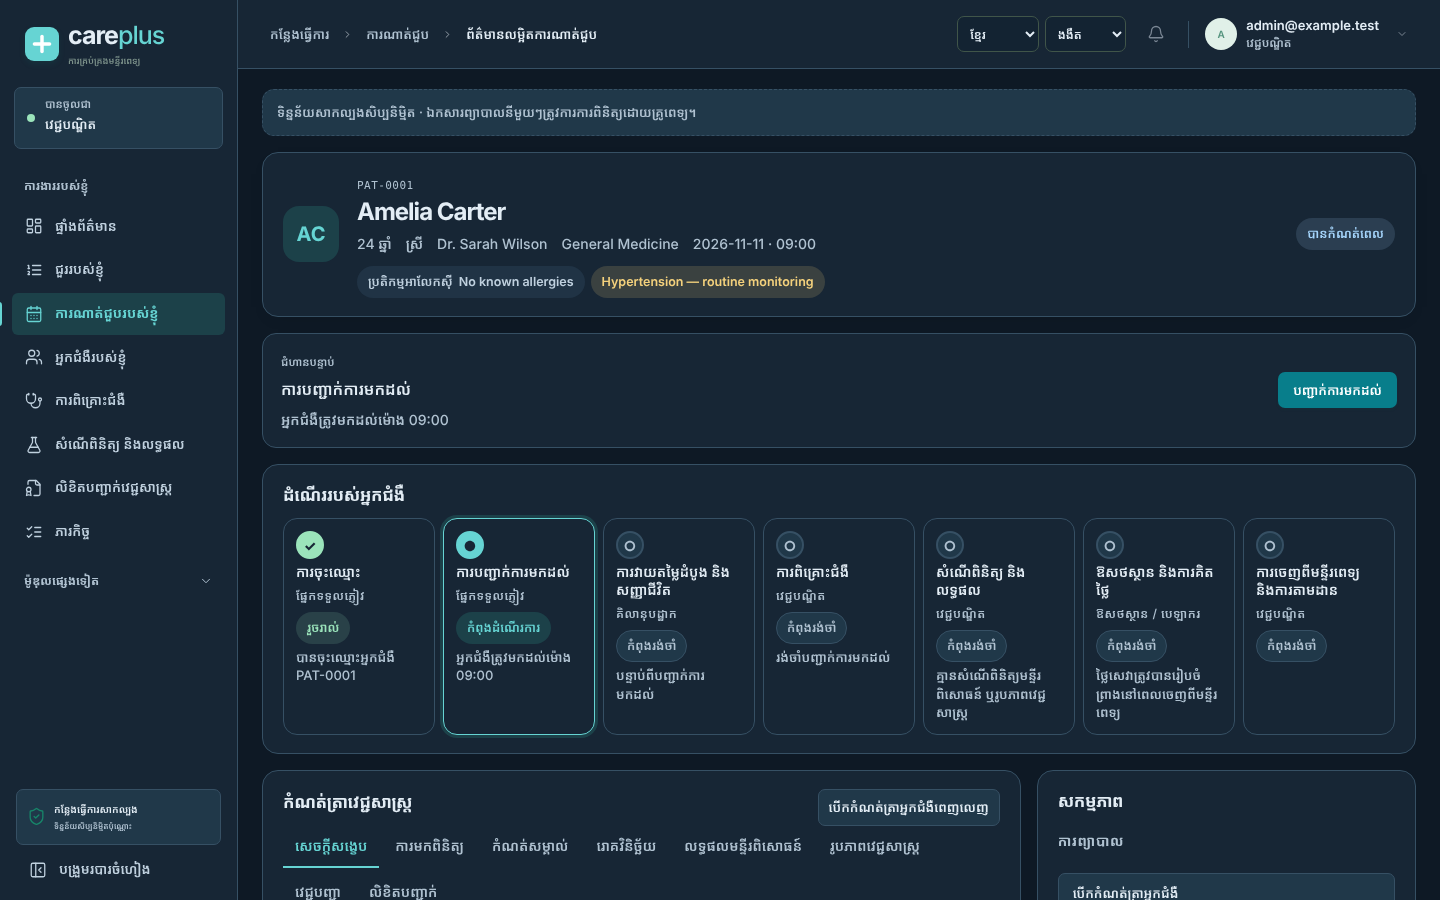 careplus
ការគ្រប់គ្រងមន្ទីរពេទ្យ
បានចូលជា
វេជ្ជបណ្ឌិត
ការងាររបស់ខ្ញុំ
ផ្ទាំងព័ត៌មាន
ជួររបស់ខ្ញុំ
ការណាត់ជួបរបស់ខ្ញុំ
អ្នកជំងឺរបស់ខ្ញុំ
ការពិគ្រោះជំងឺ
សំណើពិនិត្យ និងលទ្ធផល
លិខិតបញ្ជាក់វេជ្ជសាស្ត្រ
ភារកិច្ច
ម៉ូឌុលផ្សេងទៀត
កន្លែងធ្វើការសាកល្បង
ទិន្នន័យសិប្បនិម្មិតប៉ុណ្ណោះ
បង្រួមរបារចំហៀង
កន្លែងធ្វើការ > ការណាត់ជួប > ព័ត៌មានលម្អិតការណាត់ជួប
ខ្មែរ
ងងឹត
A
admin@example.test
វេជ្ជបណ្ឌិត
ទិន្នន័យសាកល្បងសិប្បនិម្មិត · ឯកសារព្យាបាលនីមួយៗត្រូវការការពិនិត្យដោយគ្រូពេទ្យ។
AC
PAT-0001
Amelia Carter
24 ឆ្នាំ ស្រី Dr. Sarah Wilson General Medicine 2026-11-11 · 09:00
ប្រតិកម្មអាលែកស៊ី No known allergies
Hypertension — routine monitoring
បានកំណត់ពេល
ជំហានបន្ទាប់
ការបញ្ជាក់ការមកដល់
អ្នកជំងឺត្រូវមកដល់ម៉ោង 09:00
បញ្ជាក់ការមកដល់
ដំណើររបស់អ្នកជំងឺ
ការចុះឈ្មោះ
ផ្នែកទទួលភ្ញៀវ
រួចរាល់
បានចុះឈ្មោះអ្នកជំងឺ
PAT-0001
ការបញ្ជាក់ការមកដល់
ផ្នែកទទួលភ្ញៀវ
កំពុងដំណើរការ
អ្នកជំងឺត្រូវមកដល់ម៉ោង
09:00
ការវាយតម្លៃដំបូង និង
សញ្ញាជីវិត
គិលានុបដ្ឋាក
កំពុងរង់ចាំ
បន្ទាប់ពីបញ្ជាក់ការ
មកដល់
ការពិគ្រោះជំងឺ
វេជ្ជបណ្ឌិត
កំពុងរង់ចាំ
រង់ចាំបញ្ជាក់ការមកដល់
សំណើពិនិត្យ និង
លទ្ធផល
វេជ្ជបណ្ឌិត
កំពុងរង់ចាំ
គ្មានសំណើពិនិត្យមន្ទីរ
ពិសោធន៍ ឬរូបភាពវេជ្ជ
សាស្ត្រ
ឱសថស្ថាន និងការគិត
ថ្លៃ
ឱសថស្ថាន / បេឡាករ
កំពុងរង់ចាំ
ថ្លៃសេវាត្រូវបានរៀបចំ
ព្រាងនៅពេលចេញពីមន្ទីរ
ពេទ្យ
ការចេញពីមន្ទីរពេទ្យ
និងការតាមដាន
វេជ្ជបណ្ឌិត
កំពុងរង់ចាំ
កំណត់ត្រាវេជ្ជសាស្ត្រ
បើកកំណត់ត្រាអ្នកជំងឺពេញលេញ
សេចក្តីសង្ខេប
ការមកពិនិត្យ
កំណត់សម្គាល់
រោគវិនិច្ឆ័យ
លទ្ធផលមន្ទីរពិសោធន៍
រូបភាពវេជ្ជសាស្ត្រ
វេជ្ជបញ្ជា
លិខិតបញ្ជាក់
សកម្មភាព
ការព្យាបាល
បើកកំណត់ត្រាអ្នកជំងឺ